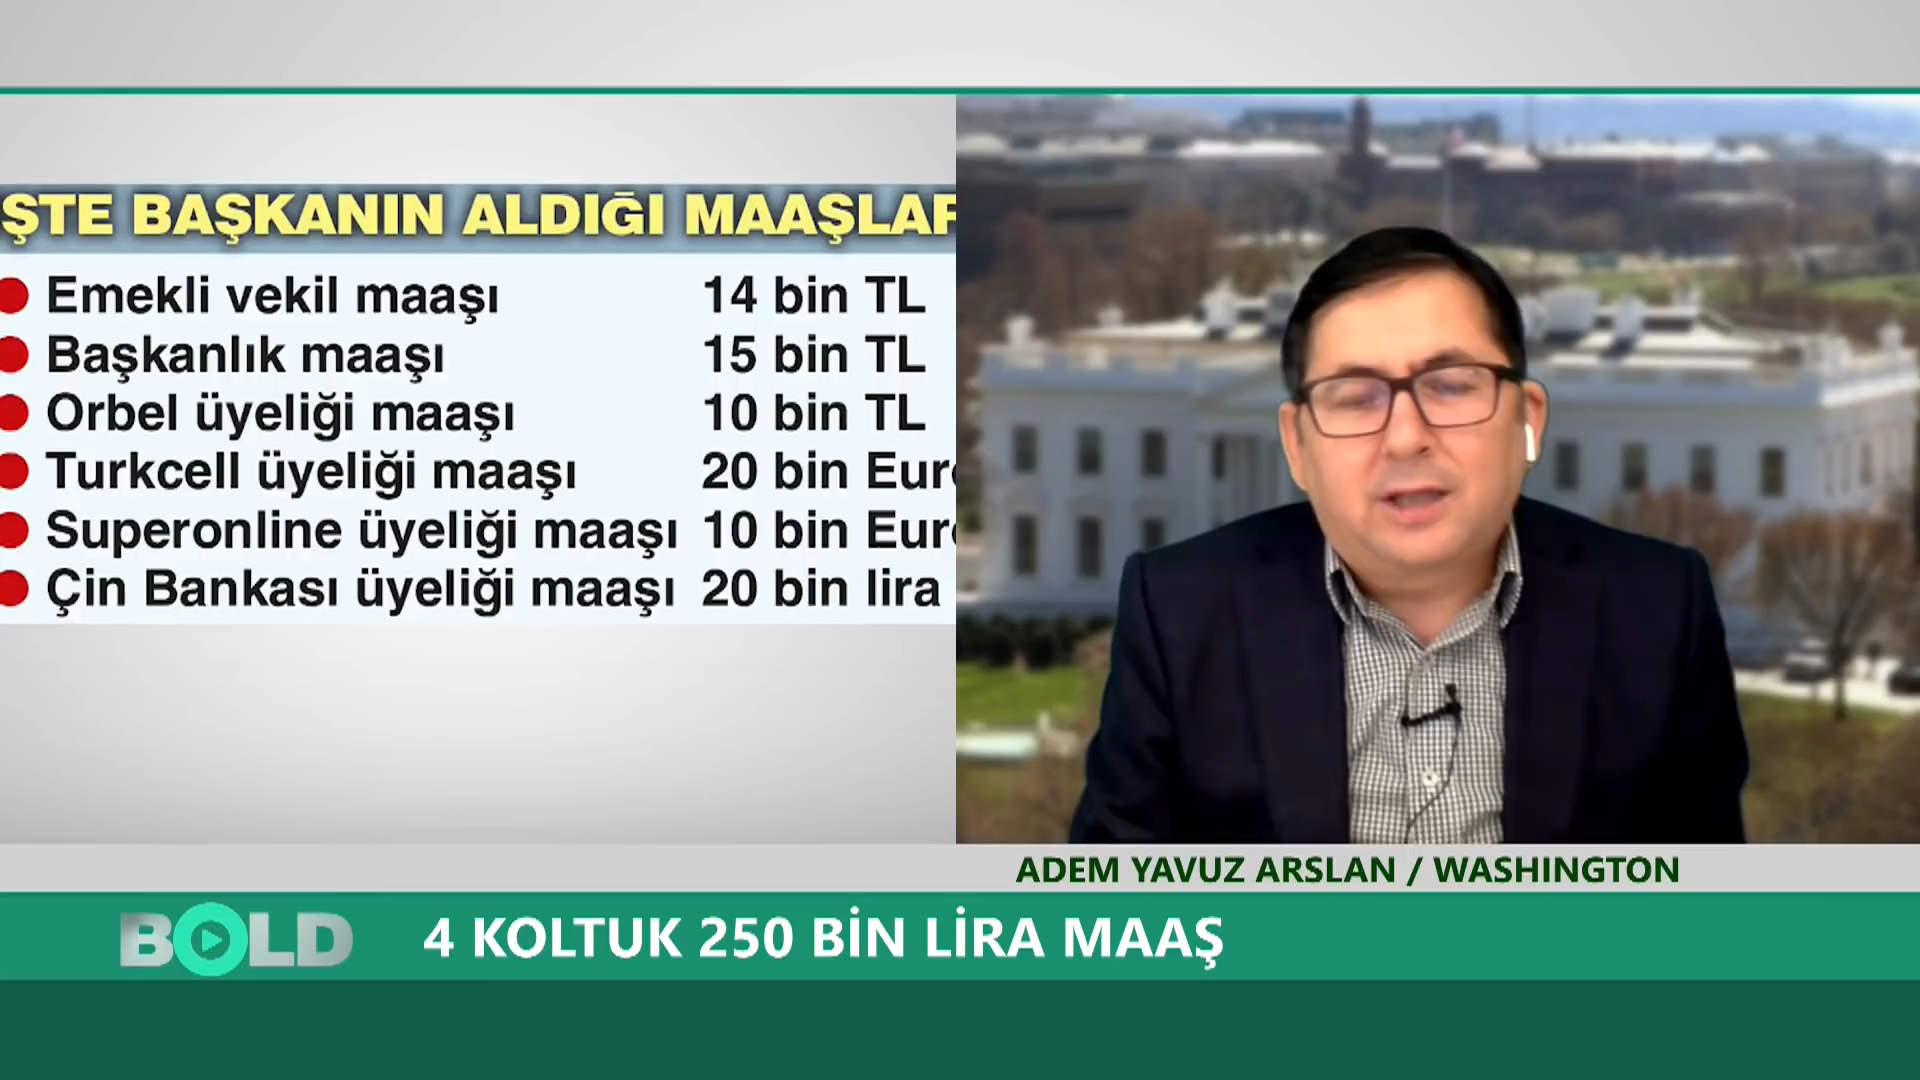 ŞTE BAŞKANIN ALDIĞI MAAŞLAR
Emekli vekil maaşı 14 bin TL
Başkanlık maaşı 15 bin TL
Orbel üyeliği maaşı 10 bin TL
Turkcell üyeliği maaşı 20 bin Eur
Superonline üyeliği maaşı 10 bin Eur
Çin Bankası üyeliği maaşı 20 bin lira
ADEM YAVUZ ARSLAN / WASHINGTON
BOLD 4 KOLTUK 250 BİN LİRA MAAŞ